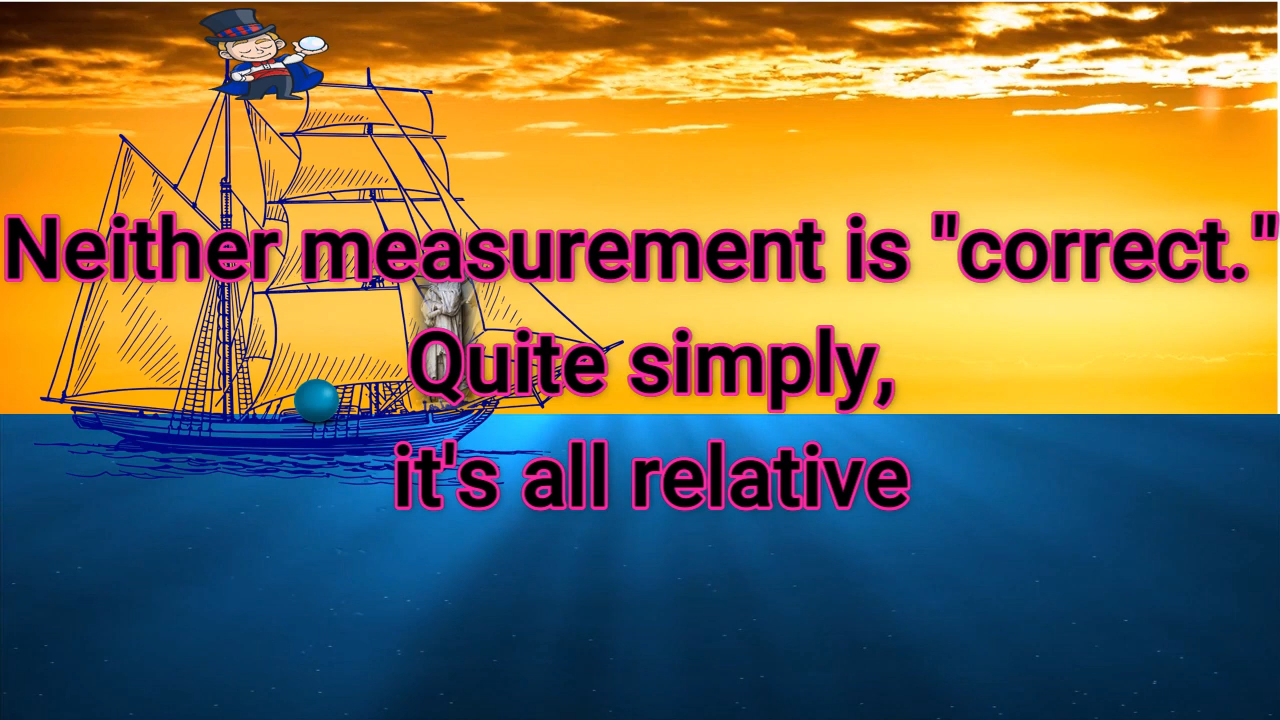 Neither measurement is "correct."
Quite simply,
it's all relative